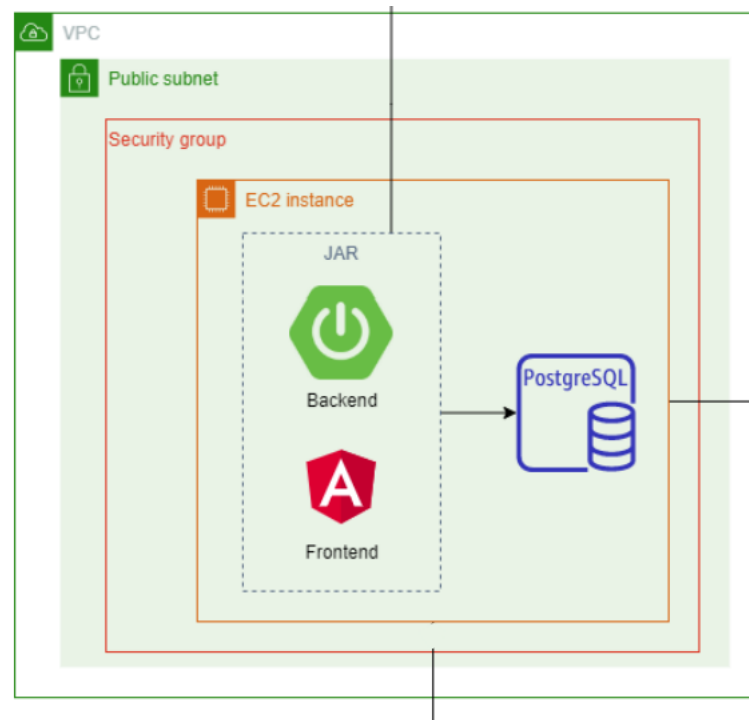 VPC
Public subnet
Security group
EC2 instance
JAR
Backend
PostgreSQL
Frontend